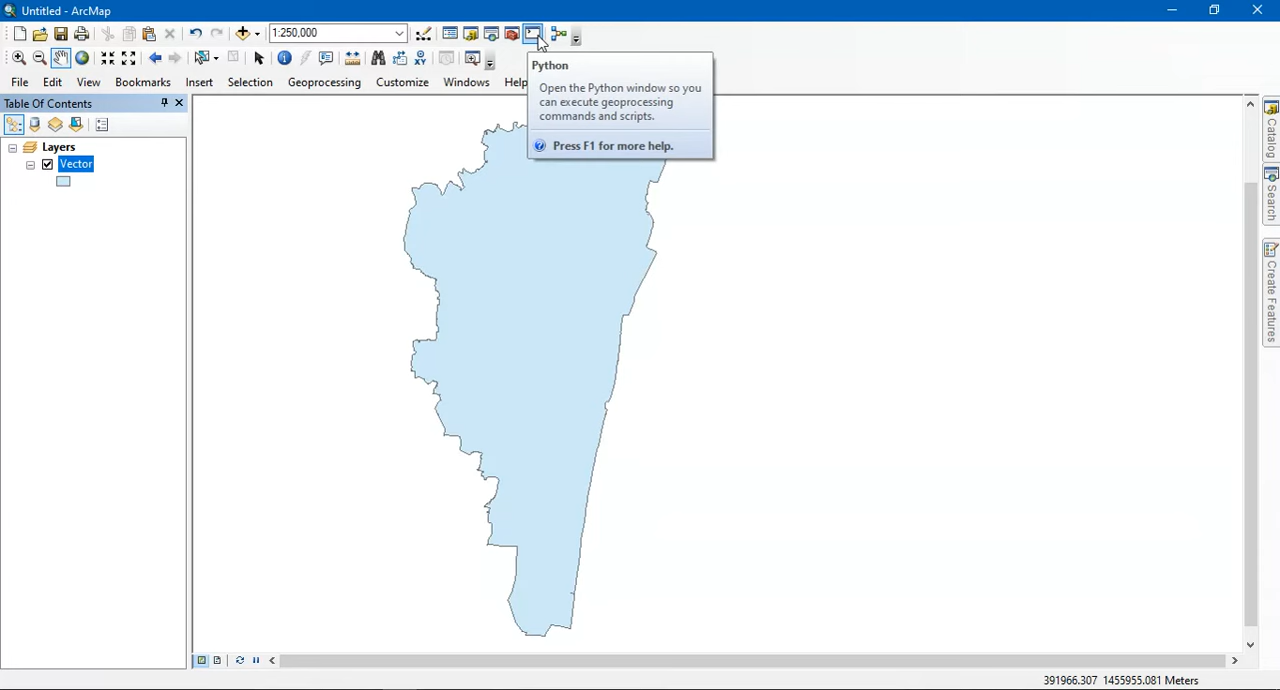 Untitled - ArcMap
1:250,000
File Edit View Bookmarks Insert Selection Geoprocessing Customize Windows Help
Python
Open the Python window so you
can execute geoprocessing
commands and scripts.
Press F1 for more help.
Table Of Contents
Layers
Vector
Catalog
Search
Create Features
391966.307 1455955.081 Meters